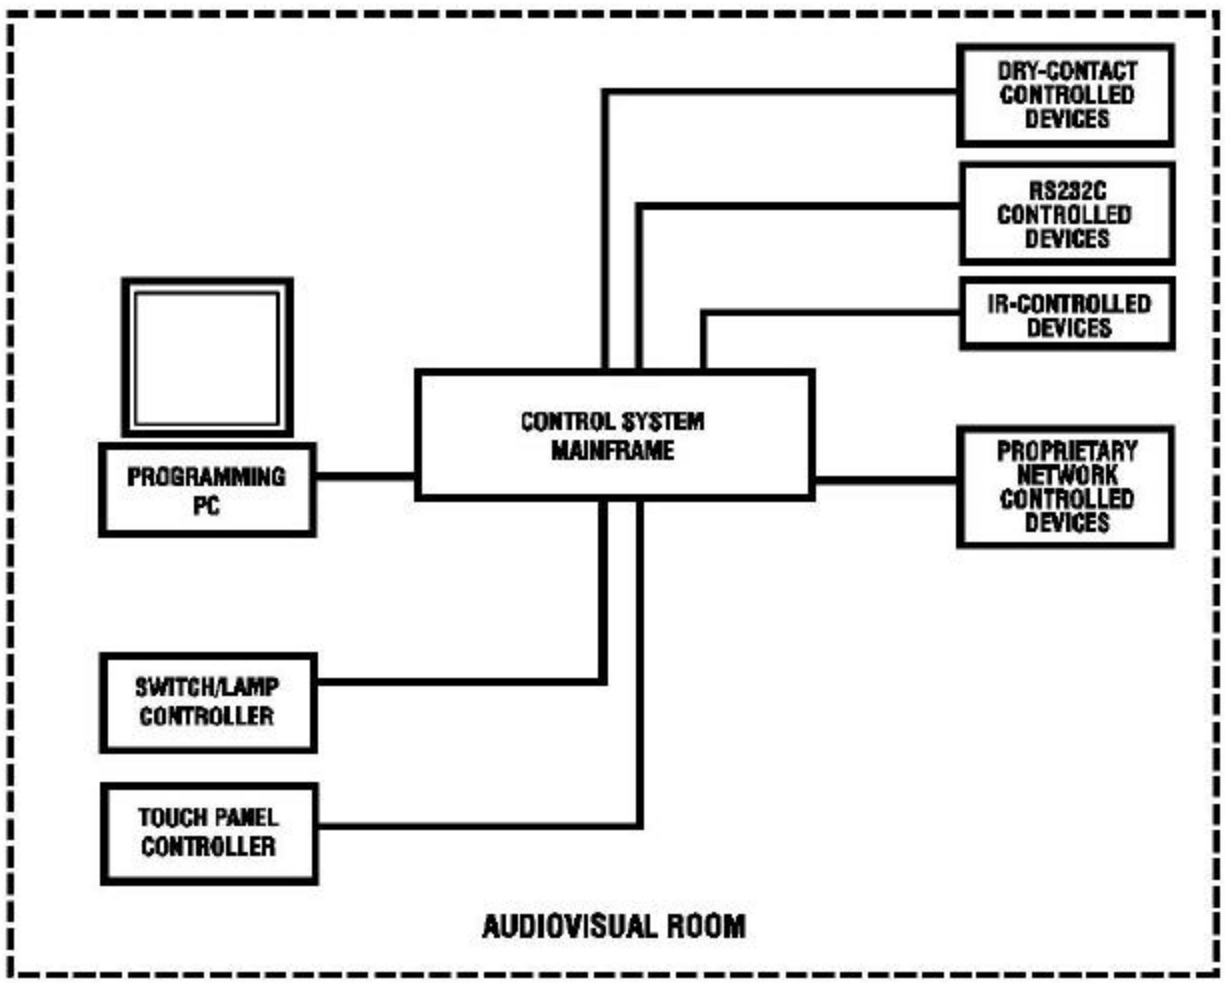 DRY-CONTACT
CONTROLLED
DEVICES
RS232C
CONTROLLED
DEVICES
IR-CONTROLLED
DEVICES
CONTROL SYSTEM
MAINFRAME
PROPRIETARY
NETWORK
CONTROLLED
DEVICES
PROGRAMMING
PC
SWITCH/LAMP
CONTROLLER
TOUCH PANEL
CONTROLLER
AUDIOVISUAL ROOM